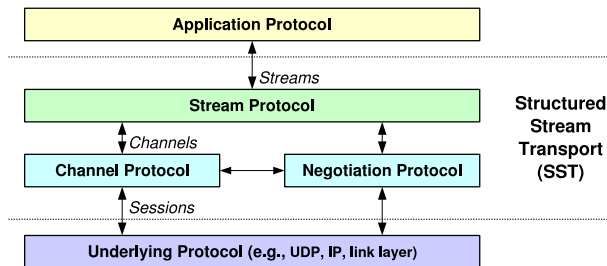 Application Protocol
Streams
Stream Protocol
Structured
Stream
Transport
(SST)
Channels
Channel Protocol
Negotiation Protocol
Sessions
Underlying Protocol (e.g., UDP, IP, link layer)